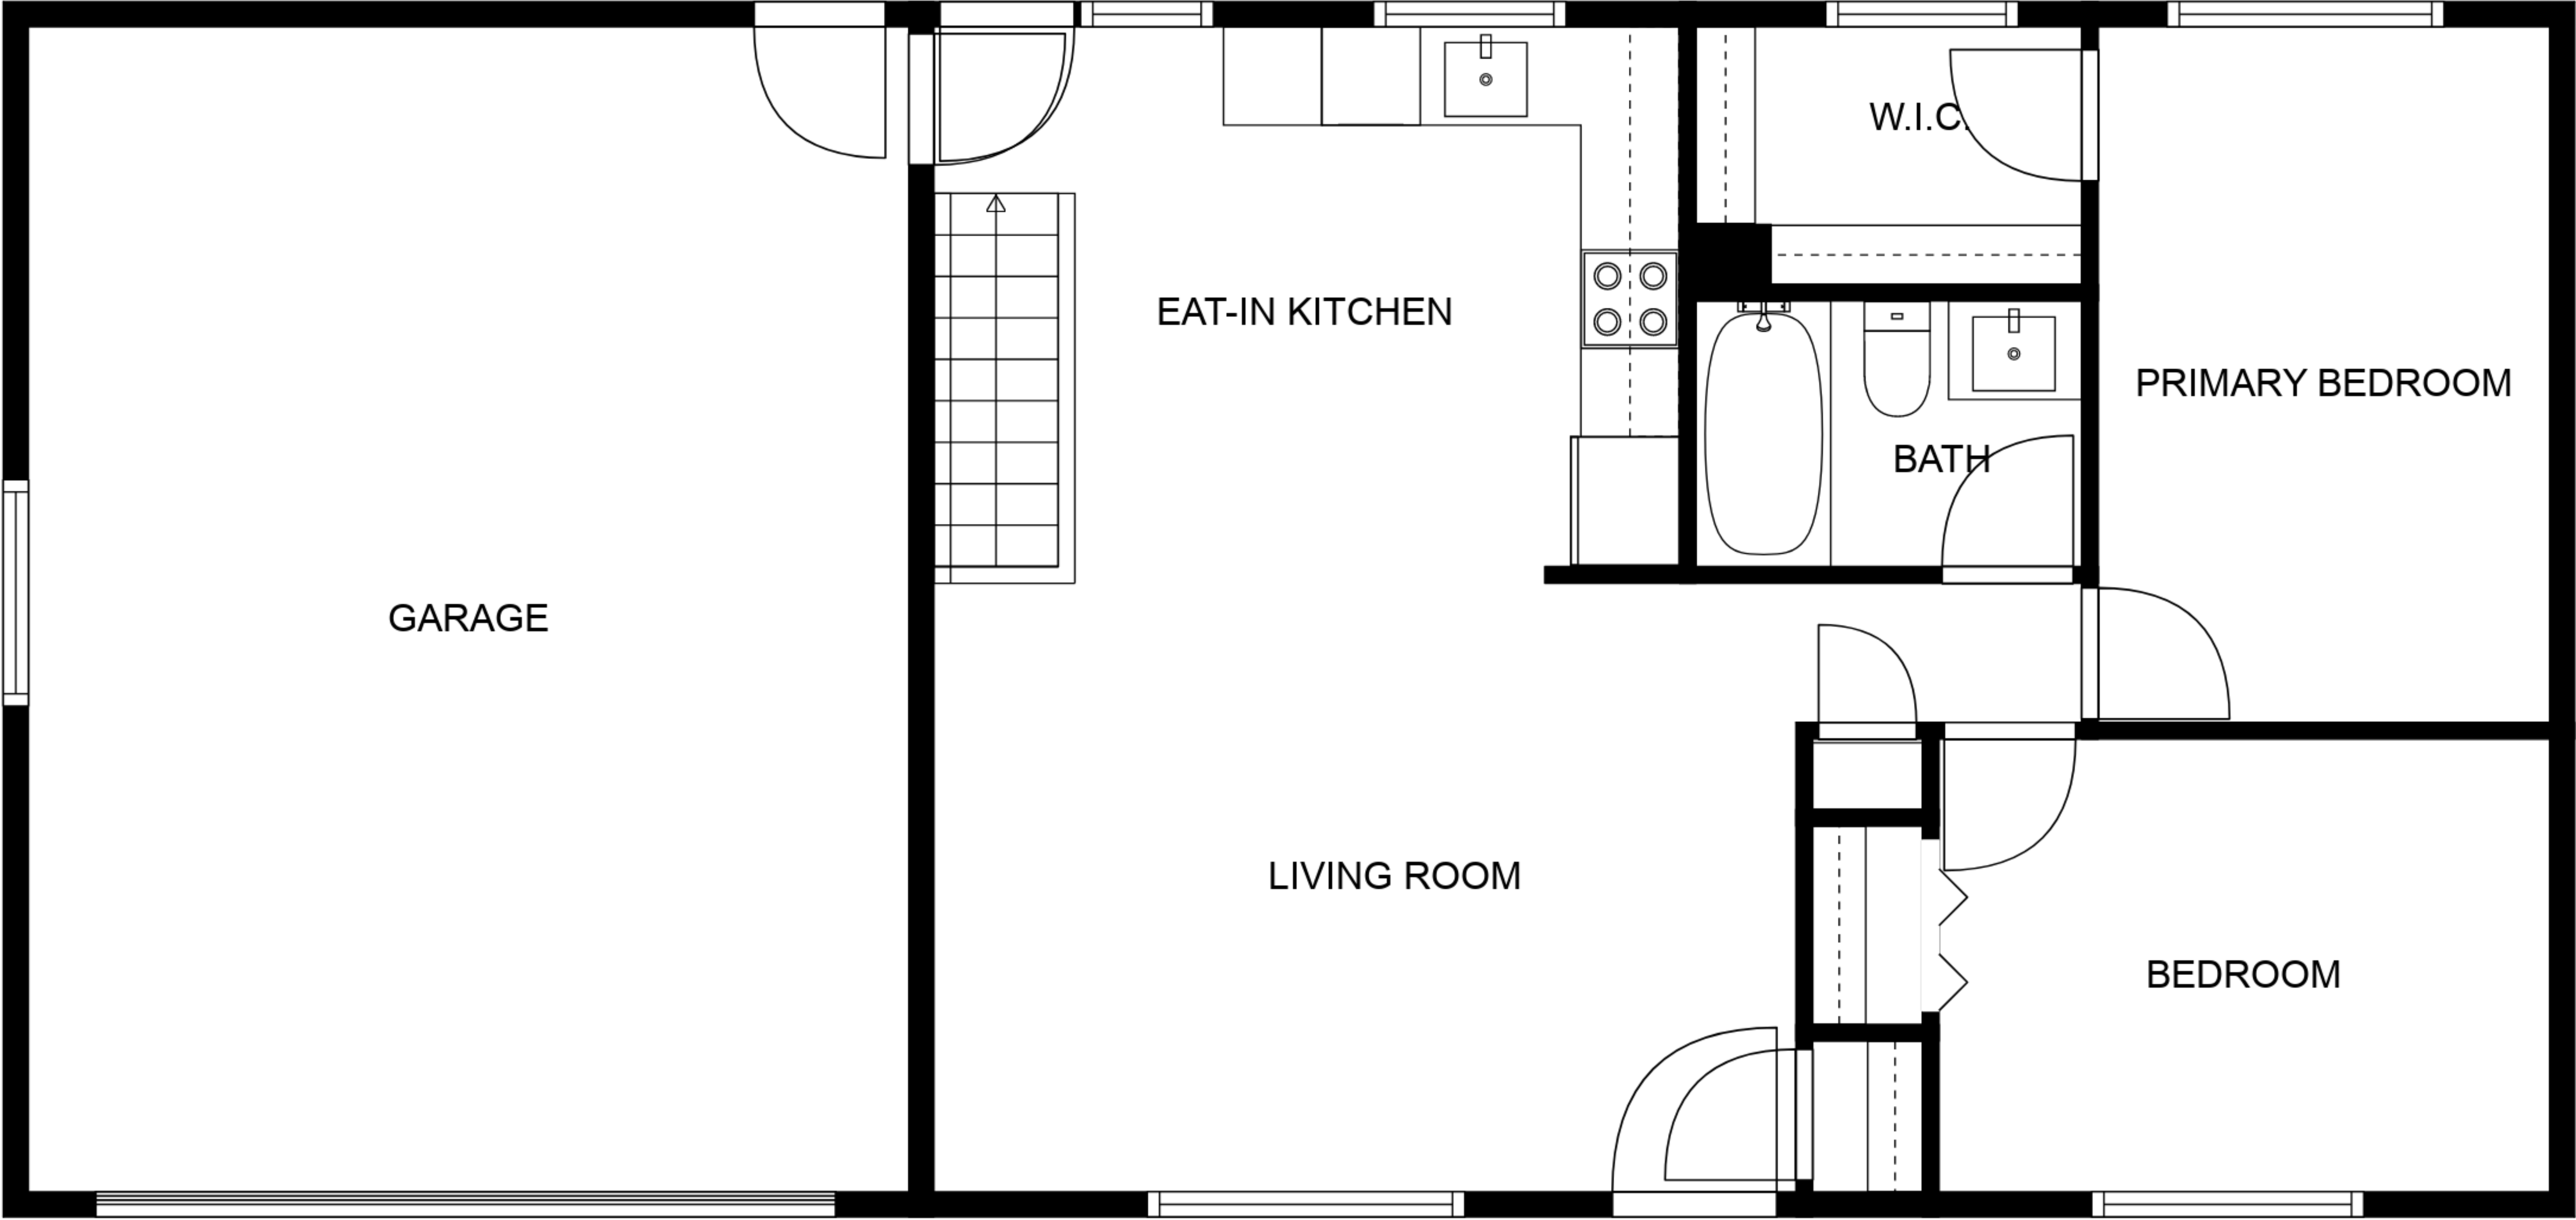 W.I.C.
EAT-IN KITCHEN
PRIMARY BEDROOM
BATH
GARAGE
LIVING ROOM
BEDROOM